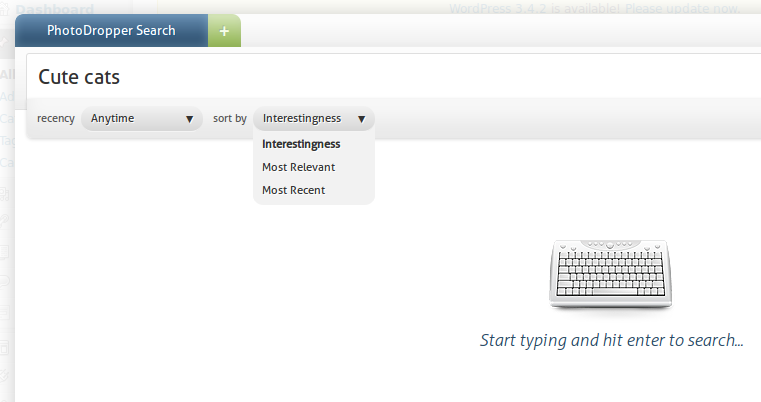 Dashboard
WordPress 3.4.2 is available! Please update now.
PhotoDropper Search
+
Cute cats
recency Anytime ▼ sort by Interestingness ▼
Interestingness
Most Relevant
Most Recent
All
Start typing and hit enter to search...